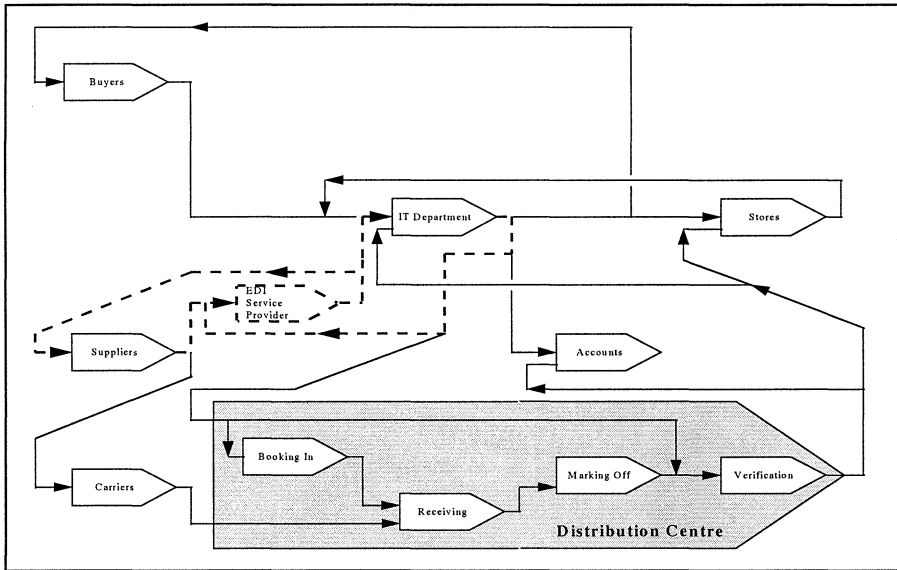 Buyers
IT Department
Stores
EDI
Service
Provider
Suppliers
Accounts
Booking In
Marking Off
Verification
Carriers
Receiving
Distribution Centre